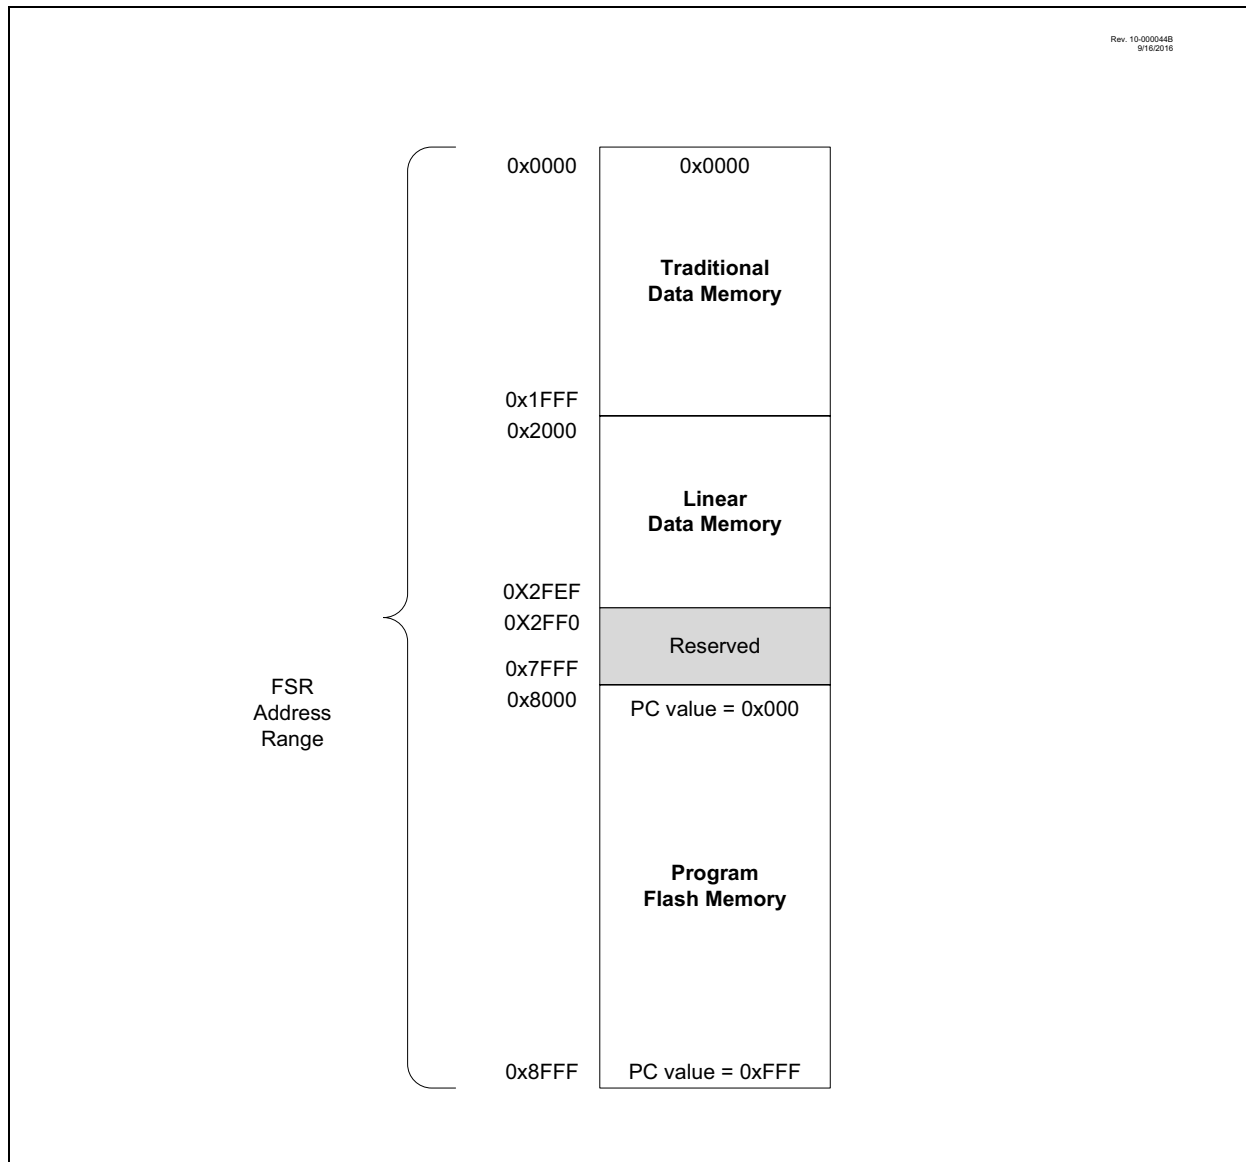 Rev. 10-000044B
9/16/2016
0x0000
0x0000
Traditional
Data Memory
0x1FFF
0x2000
Linear
Data Memory
0X2FEF
0X2FF0
Reserved
0x7FFF
0x8000
PC value = 0x000
FSR
Address
Range
Program
Flash Memory
0x8FFF
PC value = 0xFFF